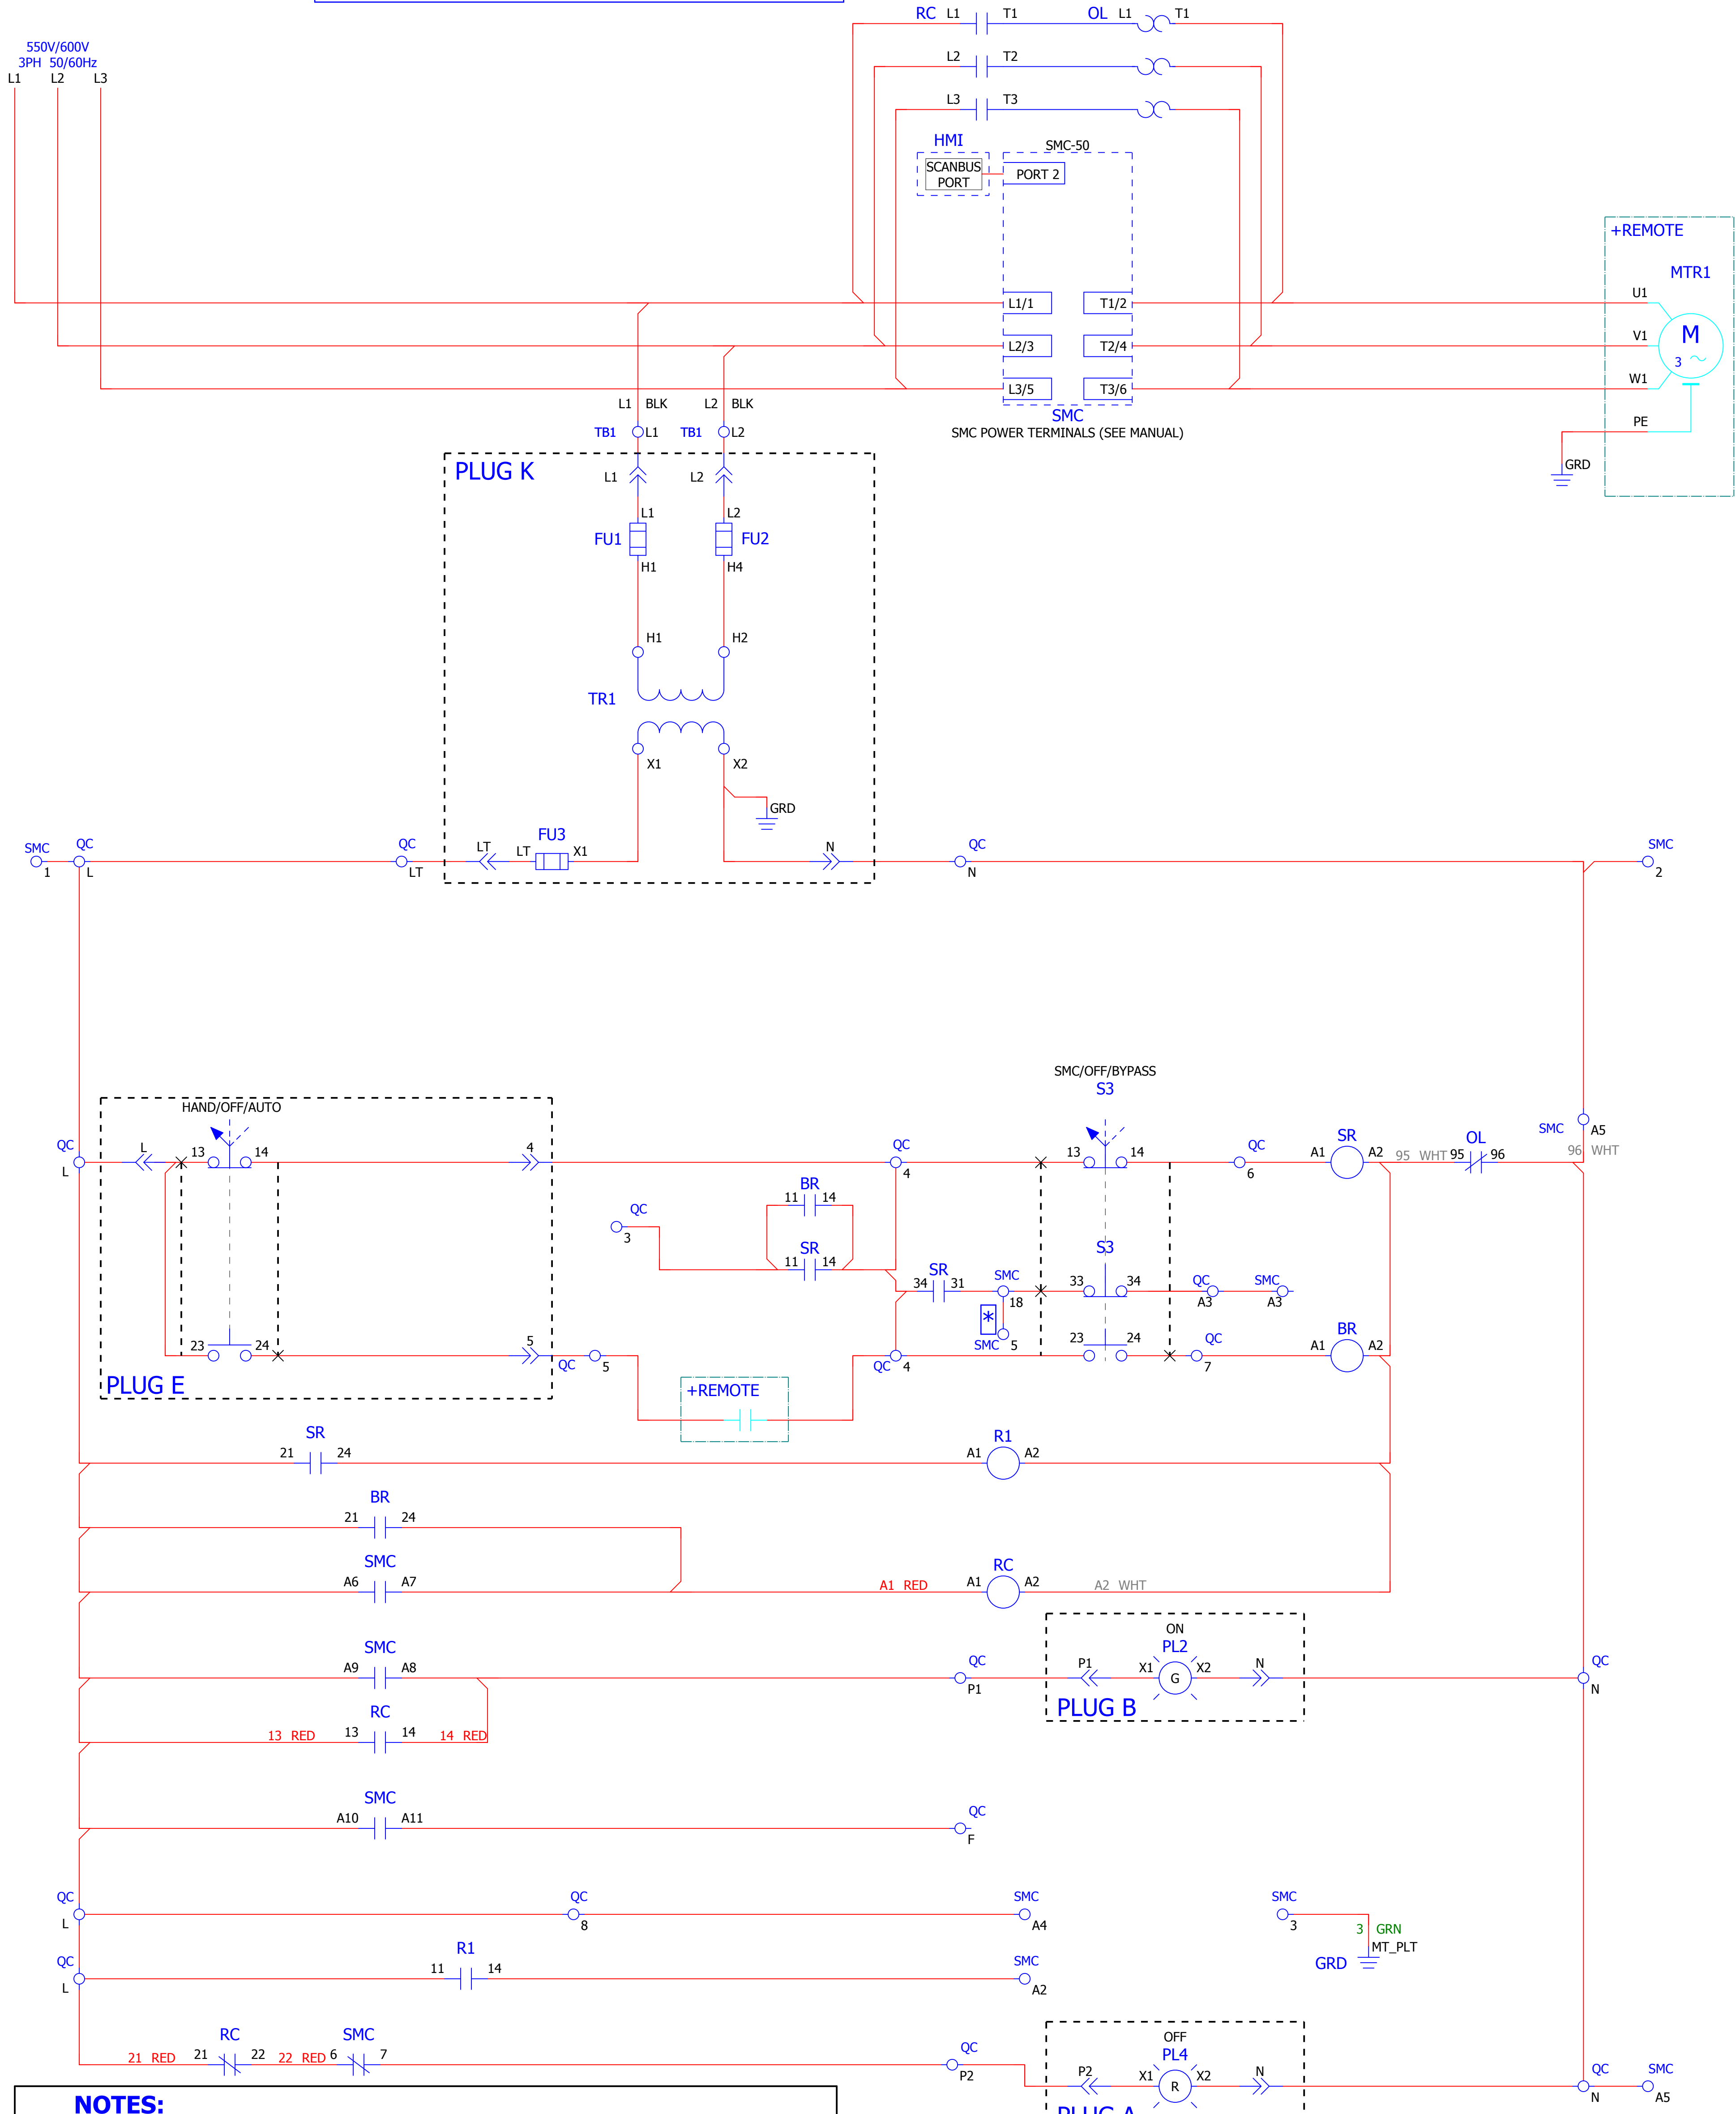 RC L1 T1 OL L1 T1
550V/600V
3PH 50/60Hz
L1 L2 L3
L2 T2
L3 T3
HMI
SMC-50
SCANBUS
PORT
PORT 2
+REMOTE
MTR1
L1/1 T1/2 U1
L2/3 T2/4 V1
M
3
L3/5 T3/6 W1
L1 BLK L2 BLK
SMC
SMC POWER TERMINALS (SEE MANUAL)
PE
TB1 L1 TB1 L2
GRD
PLUG K
L1 L2
L1 L2
FU1 FU2
H1 H4
H1 H2
TR1
X1 X2
GRD
FU3
SMC QC QC LT LT X1 N QC SMC
1 L LT N 2
SMC/OFF/BYPASS
S3
HAND/OFF/AUTO
QC L 13 14 4 QC 13 14 QC SR OL SMC A5
L 4 6 A1 A2 95 WHT 95 96 96 WHT
BR
11 14
QC
3
SR
11 14
S3
SR SMC QC SMC
34 31 18 33 34 A3 A3
*
SMC 5
BR
23 24 5 QC 5 QC 4 23 24 QC 7 A1 A2
PLUG E
+REMOTE
SR R1
21 24 A1 A2
BR
21 24
SMC RC
A6 A7 A1 RED A1 A2 A2 WHT
ON
SMC PL2
A9 A8 QC P1 X1 G X2 N QC
P1 N
PLUG B
RC
13 RED 13 14 14 RED
SMC
A10 A11 QC
F
QC QC SMC SMC
L 8 A4 3
3 GRN
MT_PLT
GRD
QC R1 SMC
L 11 14 A2
OFF
RC SMC PL4
21 RED 21 22 22 RED 6 7 QC P2 P2 X1 R X2 N QC SMC
N A5
PLUG A
NOTES: